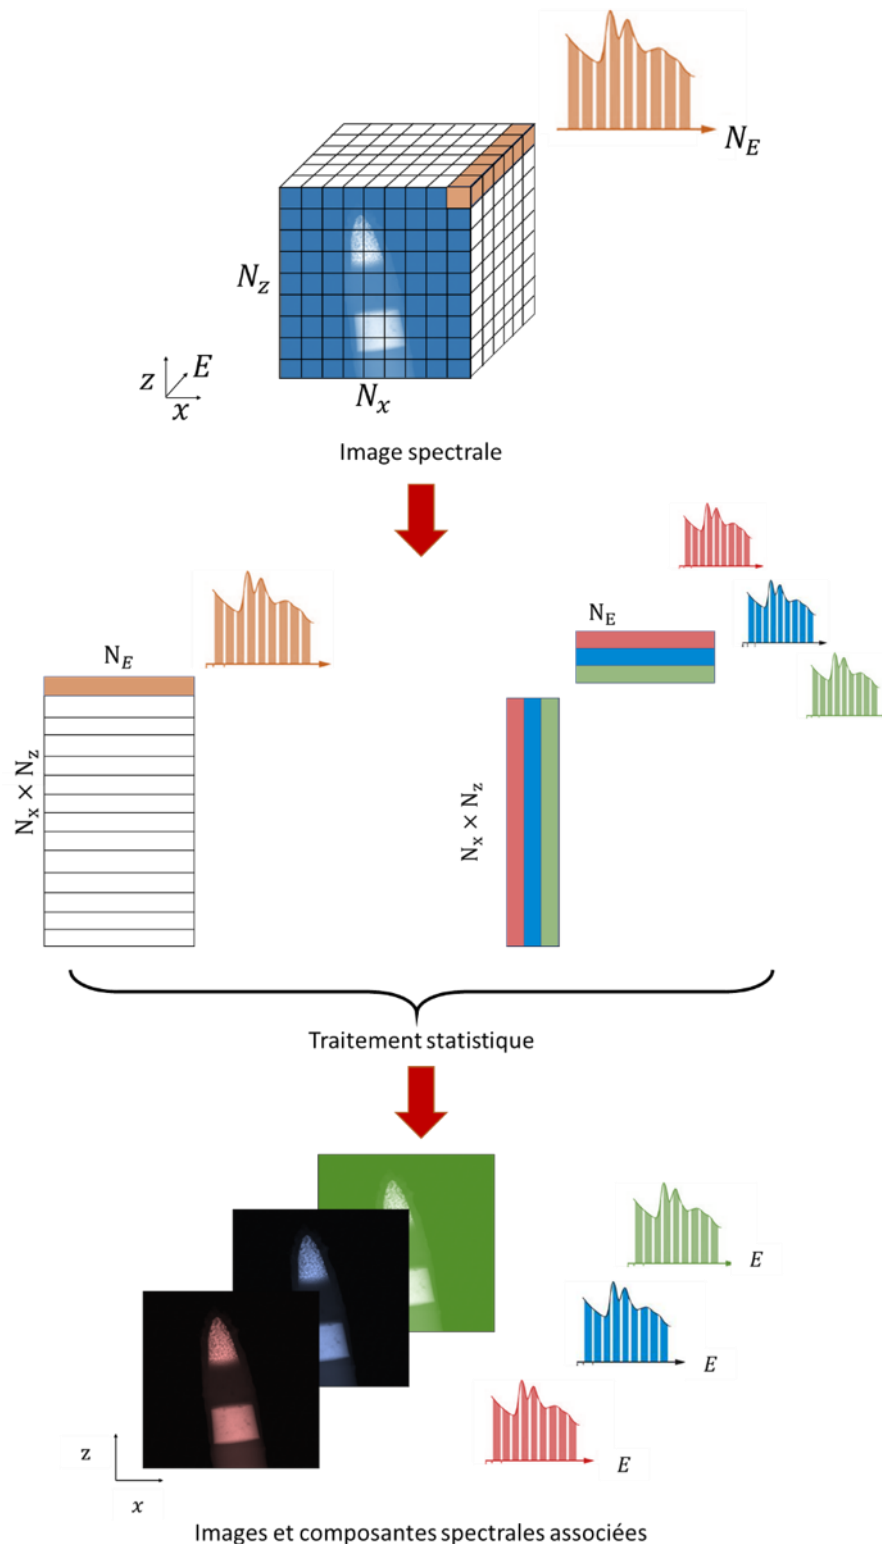 N_E
N_z
z
E
x
N_x
Image spectrale
N_E
N_x × N_z
N_E
N_x × N_z
Traitement statistique
E
E
E
z
x
Images et composantes spectrales associées